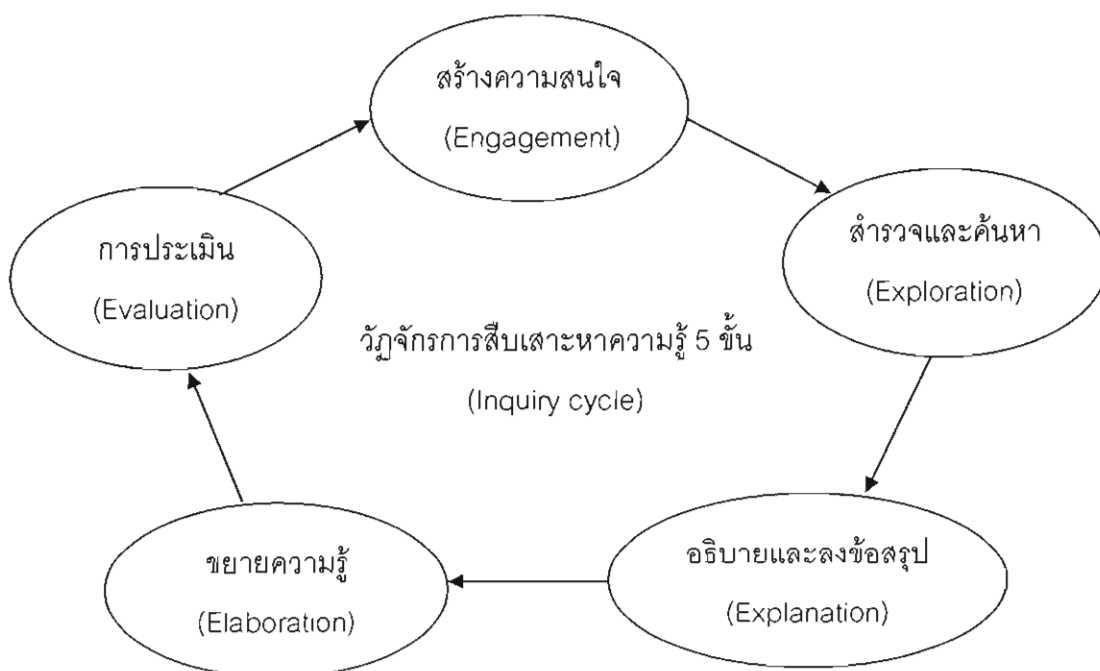 สร้างความสนใจ
(Engagement)
สำรวจและค้นหา
(Exploration)
อธิบายและลงข้อสรุป
(Explanation)
ขยายความรู้
(Elaboration)
การประเมิน
(Evaluation)
วัฏจักรการสืบเสาะหาความรู้ 5 ขั้น
(Inquiry cycle)